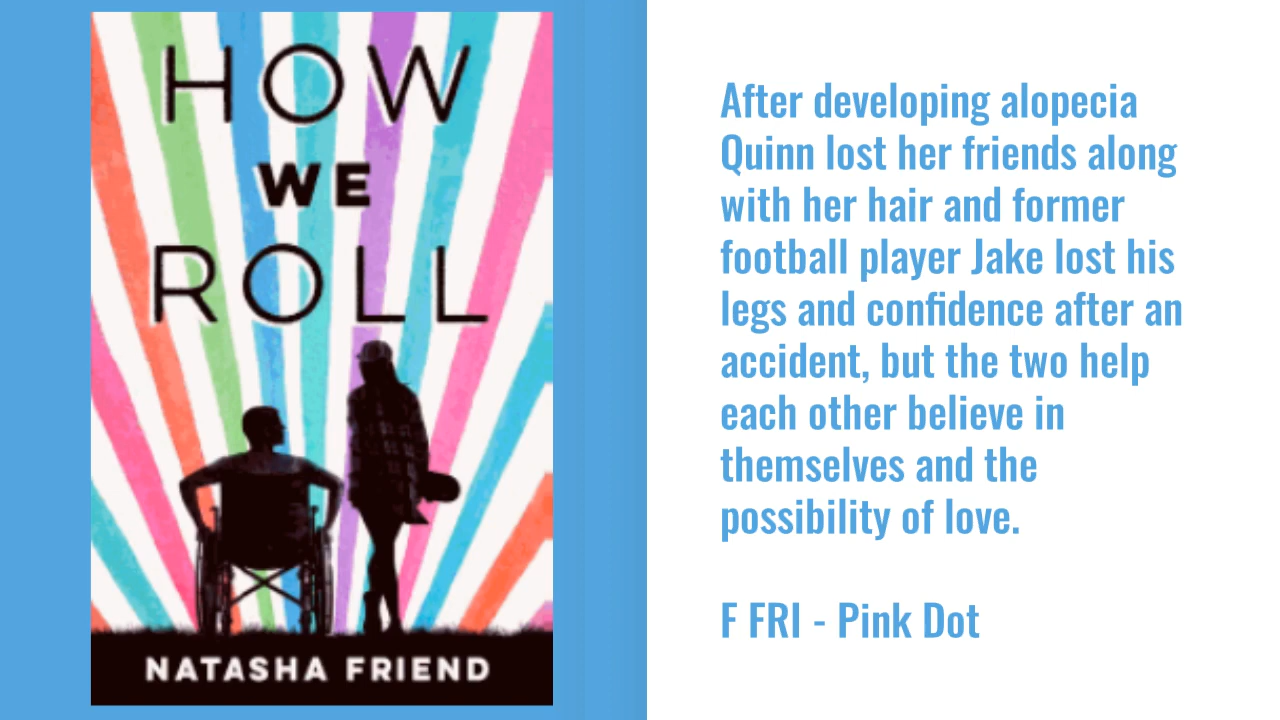 HOW
WE
ROLL
NATASHA FRIEND
After developing alopecia
Quinn lost her friends along
with her hair and former
football player Jake lost his
legs and confidence after an
accident, but the two help
each other believe in
themselves and the
possibility of love.
F FRI - Pink Dot